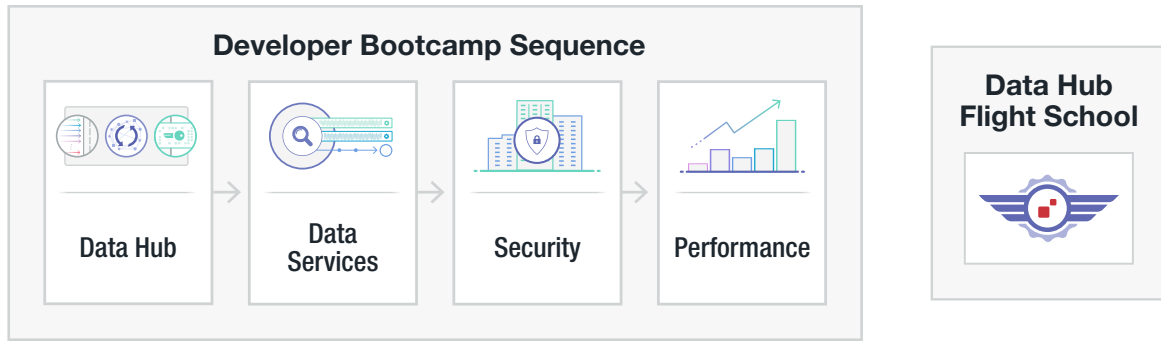 Developer Bootcamp Sequence
Data Hub
Data
Services
Security
Performance
Data Hub
Flight School